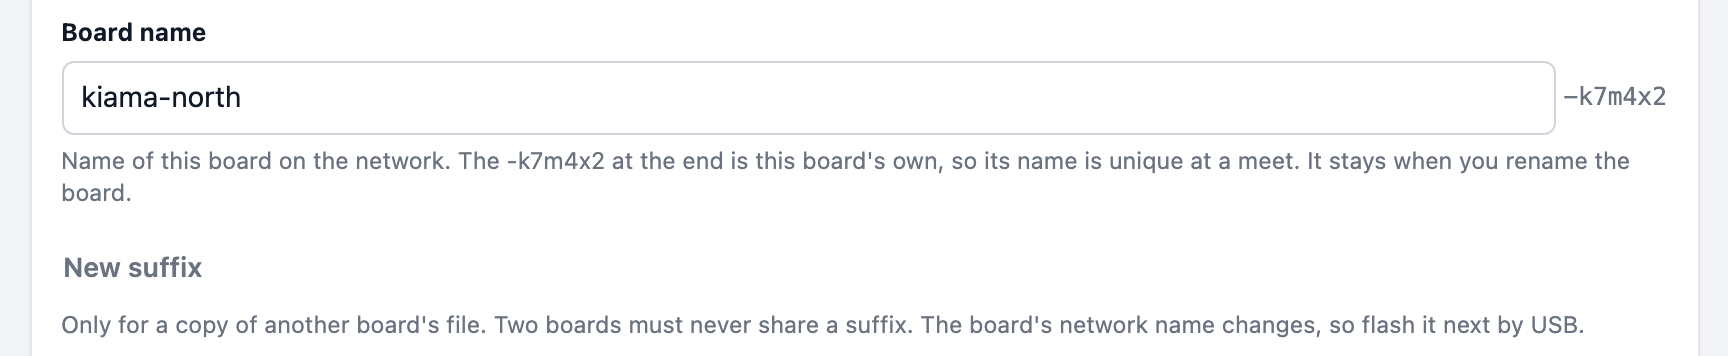 Board name
kiama-north
-k7m4x2
Name of this board on the network. The -k7m4x2 at the end is this board's own, so its name is unique at a meet. It stays when you rename the
board.
New suffix
Only for a copy of another board's file. Two boards must never share a suffix. The board's network name changes, so flash it next by USB.